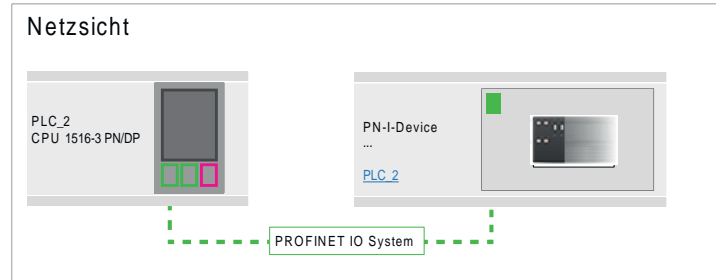 Netzsicht
PLC_2
CPU 1516-3 PN/DP
PN-I-Device
...
PLC_2
PROFINET IO System